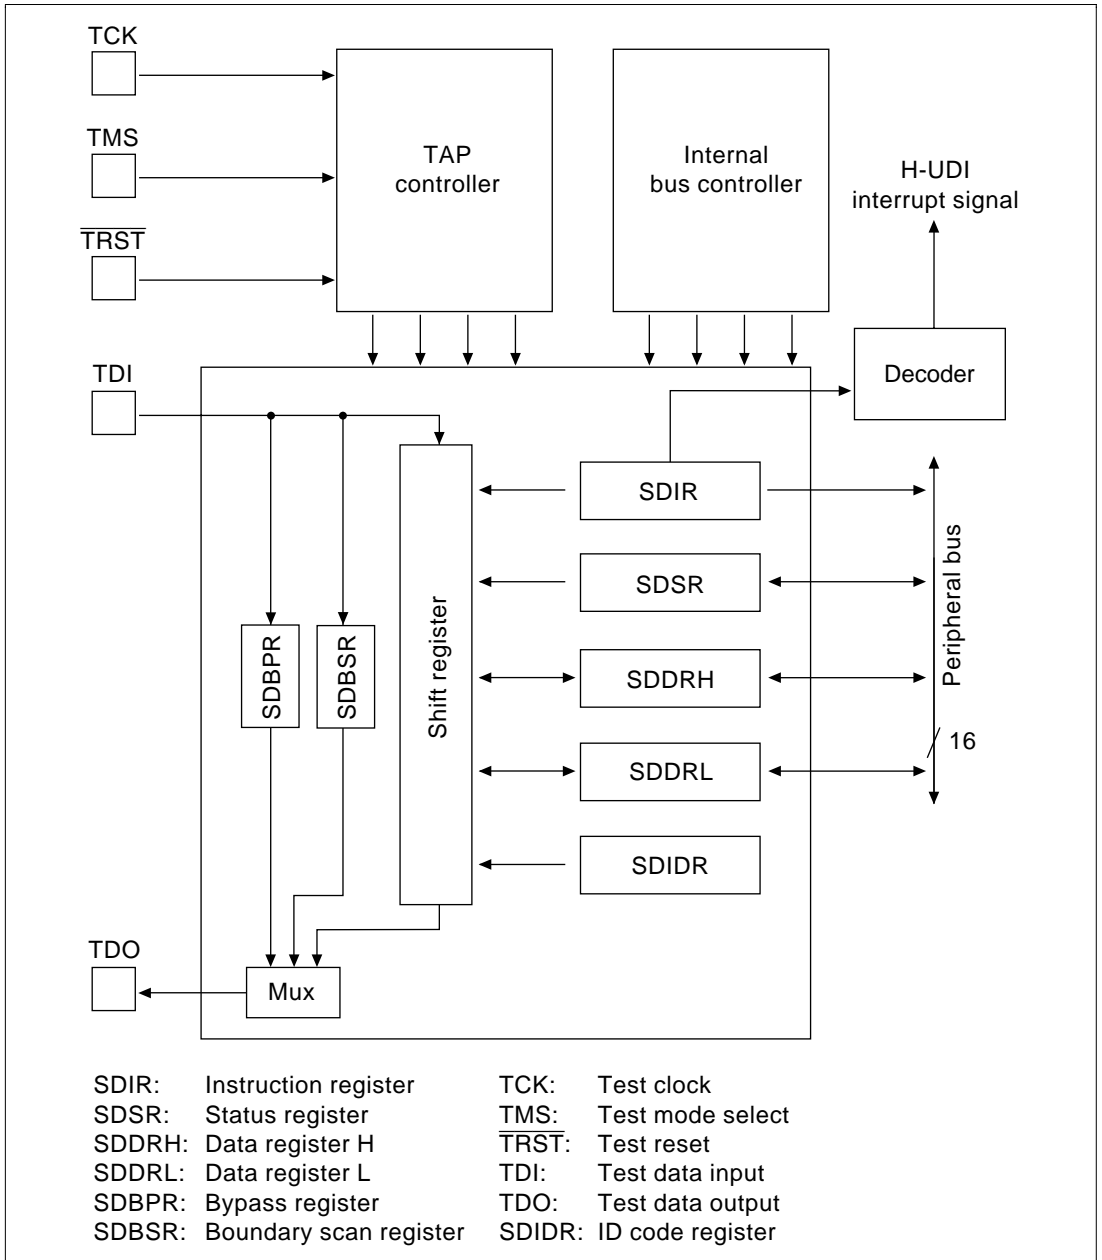 TCK
TMS
TRST
TAP
controller
Internal
bus controller
H-UDI
interrupt signal
TDI
Decoder
SDIR
SDSR
SDDRH
SDDRL
SDIDR
Shift register
SDBPR
SDBSR
Peripheral bus
16
TDO
Mux
SDIR: Instruction register
SDSR: Status register
SDDRH: Data register H
SDDRL: Data register L
SDBPR: Bypass register
SDBSR: Boundary scan register
TCK: Test clock
TMS: Test mode select
TRST: Test reset
TDI: Test data input
TDO: Test data output
SDIDR: ID code register